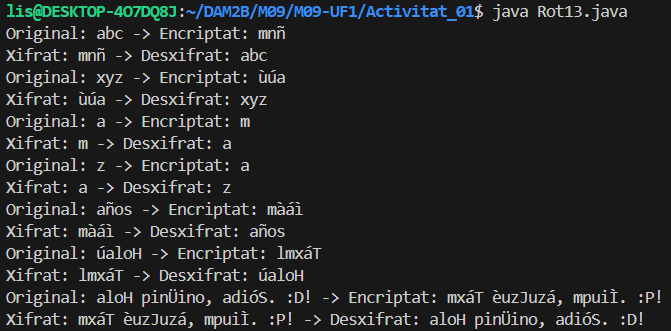 lis@DESKTOP-4O7DQ8J:~/DAM2B/M09/M09-UF1/Activitat_01$ java Rot13.java
Original: abc -> Encriptat: mnñ
Xifrat: mnñ -> Desxifrat: abc
Original: xyz -> Encriptat: ùúa
Xifrat: ùúa -> Desxifrat: xyz
Original: a -> Encriptat: m
Xifrat: m -> Desxifrat: a
Original: z -> Encriptat: a
Xifrat: a -> Desxifrat: z
Original: años -> Encriptat: màáì
Xifrat: màáì -> Desxifrat: años
Original: úaloH -> Encriptat: lmxáT
Xifrat: lmxáT -> Desxifrat: úaloH
Original: aloH pinÜino, adióS. :D! -> Encriptat: mxáT èuzJuzá, mpuiÌ. :P!
Xifrat: mxáT èuzJuzá, mpuiÌ. :P! -> Desxifrat: aloH pinÜino, adióS. :D!